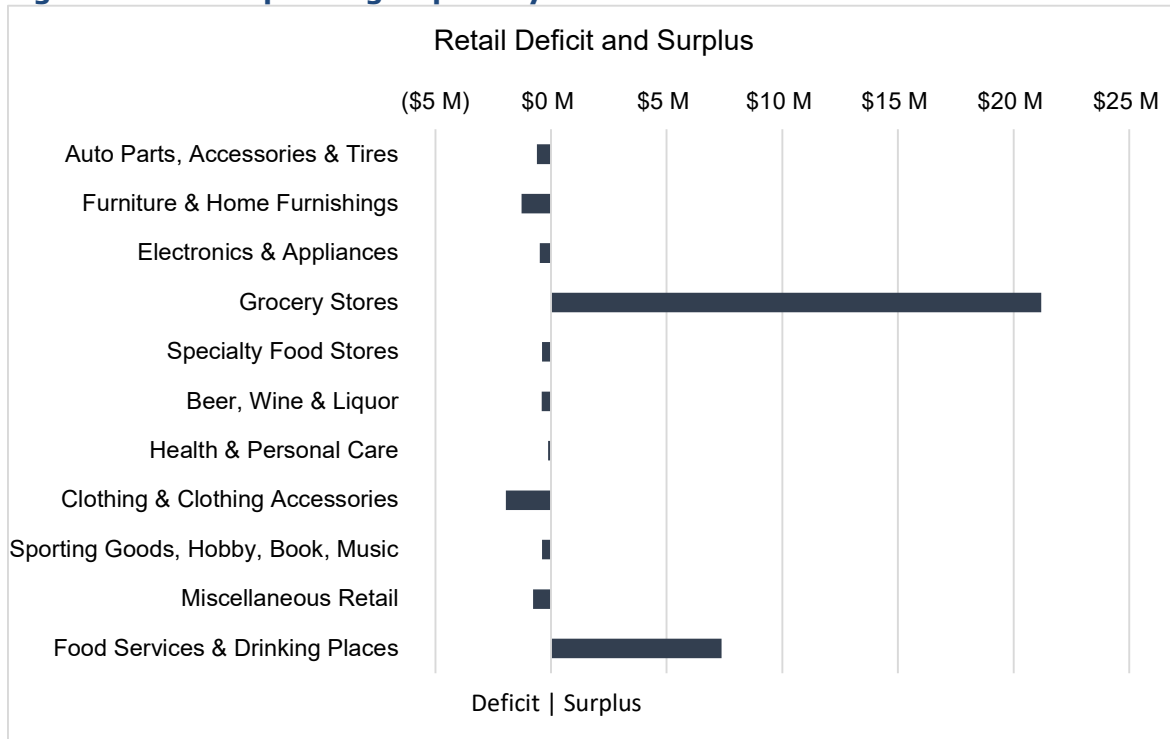 Retail Deficit and Surplus
($5 M) $0 M $5 M $10 M $15 M $20 M $25 M
Auto Parts, Accessories & Tires
Furniture & Home Furnishings
Electronics & Appliances
Grocery Stores
Specialty Food Stores
Beer, Wine & Liquor
Health & Personal Care
Clothing & Clothing Accessories
Sporting Goods, Hobby, Book, Music
Miscellaneous Retail
Food Services & Drinking Places
Deficit | Surplus